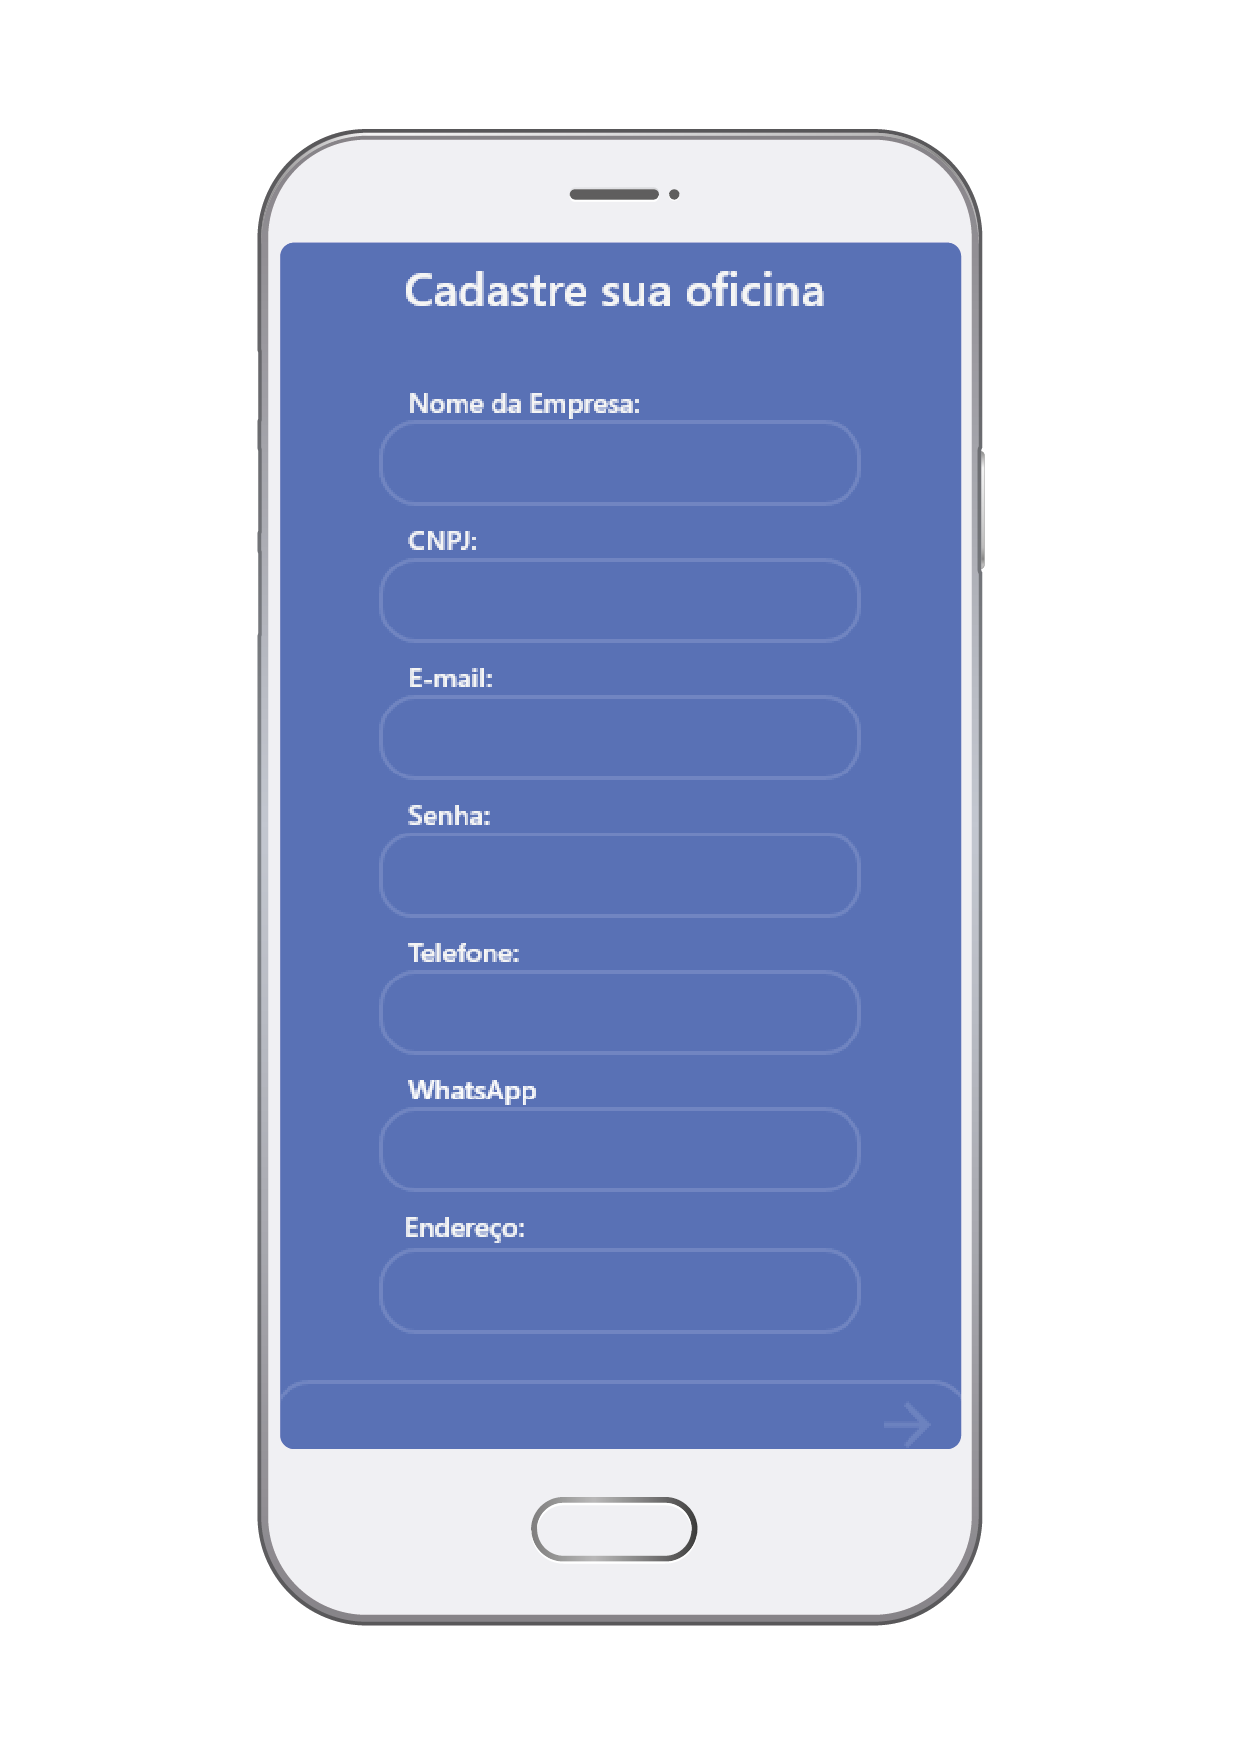 Cadastre sua oficina
Nome da Empresa:
CNPJ:
E-mail:
Senha:
Telefone:
WhatsApp
Endereço: